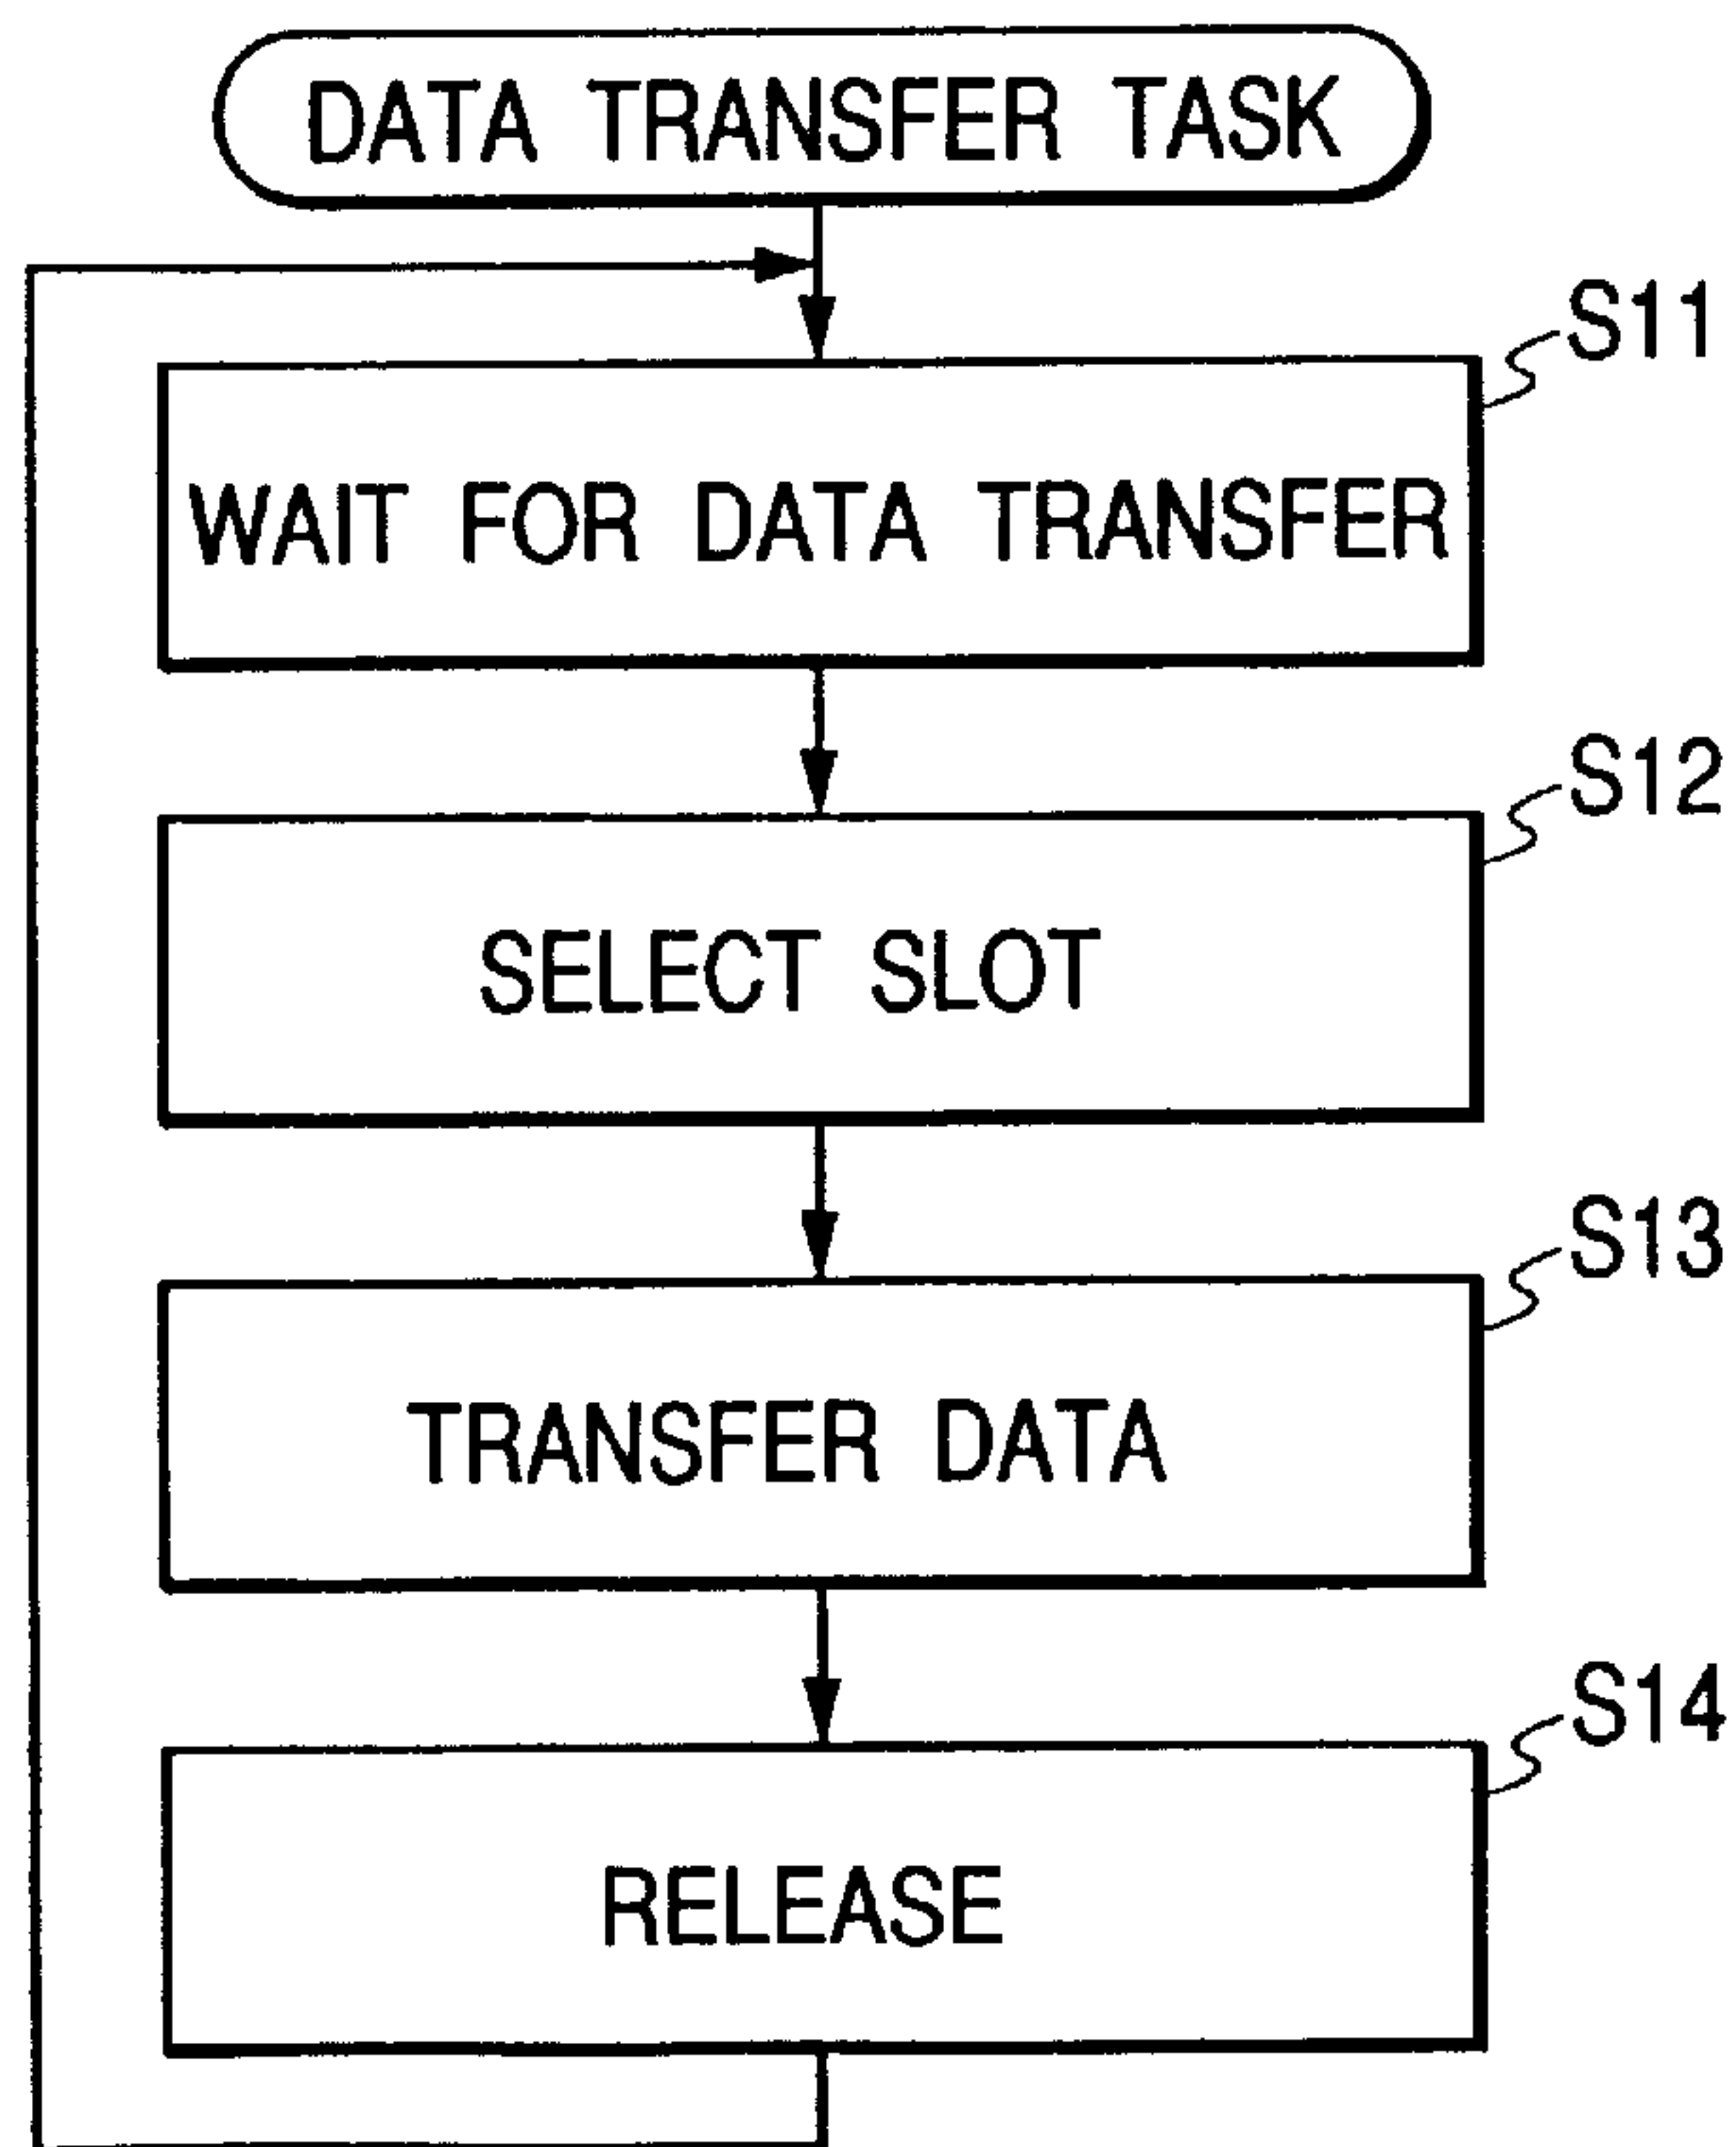 DATA TRANSFER TASK
S11
WAIT FOR DATA TRANSFER
S12
SELECT SLOT
S13
TRANSFER DATA
S14
RELEASE